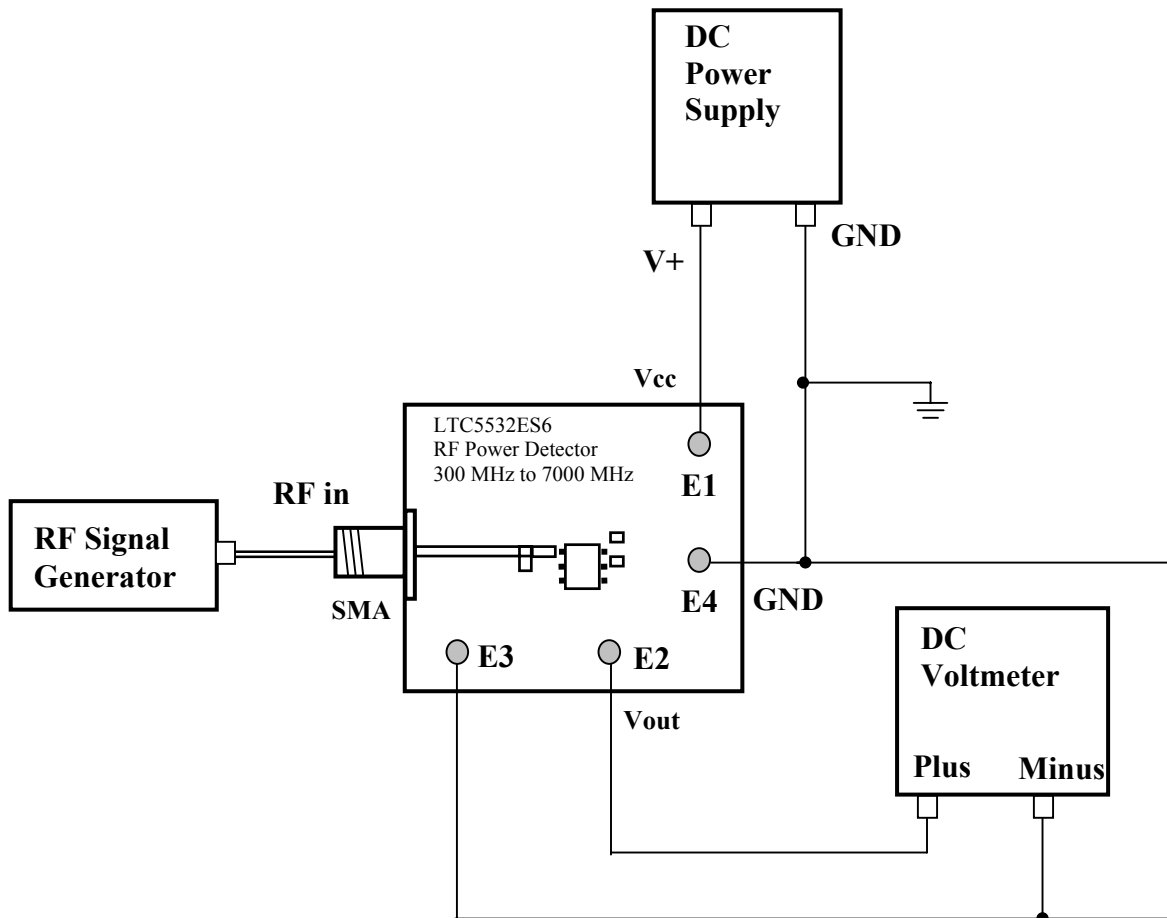 DC
Power
Supply
GND
V+
Vcc
LTC5532ES6
RF Power Detector
300 MHz to 7000 MHz
E1
RF in
RF Signal
Generator
SMA
E4
GND
E3
E2
Vout
DC
Voltmeter
Plus
Minus